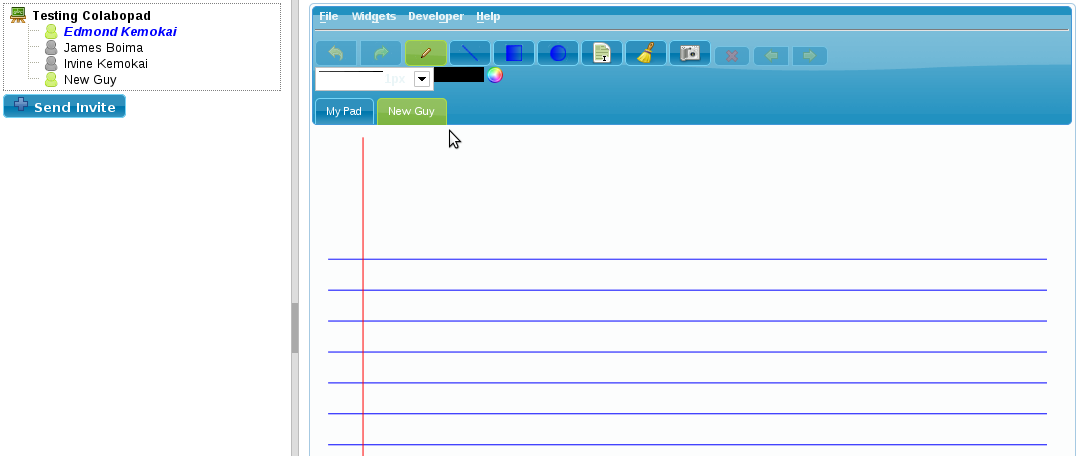 Testing Colabopad
Edmond Kemokai
James Boima
Irvine Kemokai
New Guy
Send Invite
File Widgets Developer Help
1px
My Pad New Guy